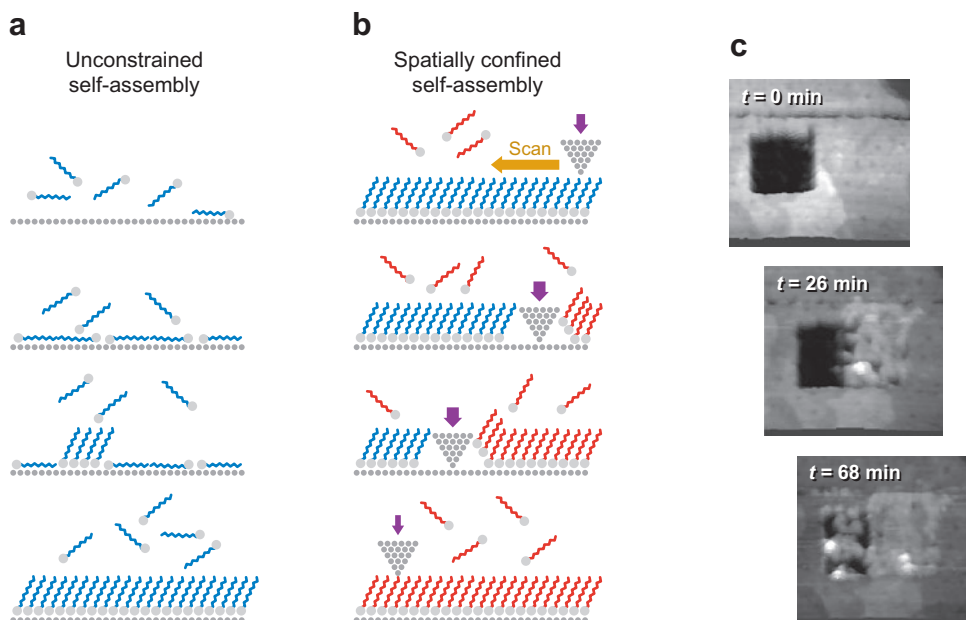 a
Unconstrained
self-assembly
b
Spatially confined
self-assembly
Scan
c
t = 0 min
t = 26 min
t = 68 min